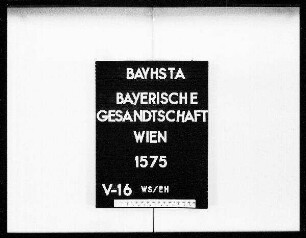 BAYHSTA
BAYERISCHE
GESANDTSCHAFT
WIEN
1575
V-16 WS/EH